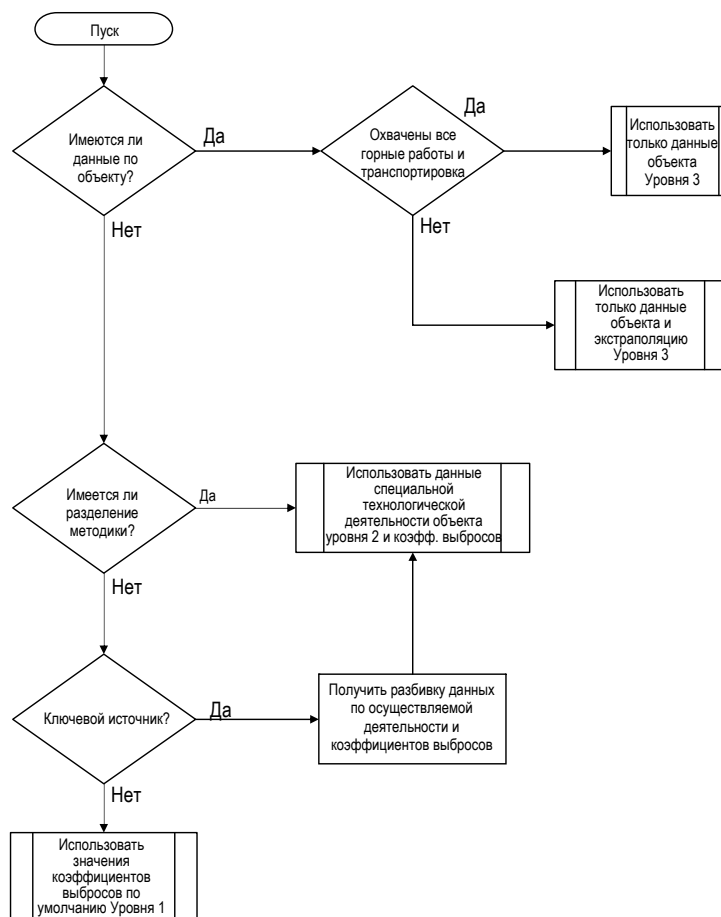 Пуск
Имеются ли
данные по
объекту?
Да
Охвачены все
горные работы и
транспортировка
Да
Использовать
только данные
объекта
Уровня 3
Нет
Нет
Использовать
только данные
объекта и
экстраполяцию
Уровня 3
Имеется ли
разделение
методики?
Да
Использовать данные
специальной
технологической
деятельности объекта
уровня 2 и коэфф. выбросов
Нет
Ключевой источник?
Да
Получить разбивку данных
по осуществляемой
деятельности и
коэффициентов выбросов
Нет
Использовать
значения
коэффициентов
выбросов по
умолчанию Уровня 1